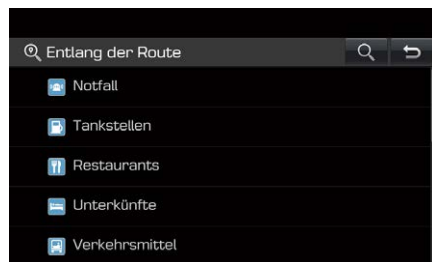 Entlang der Route
Notfall
Tankstellen
Restaurants
Unterkünfte
Verkehrsmittel